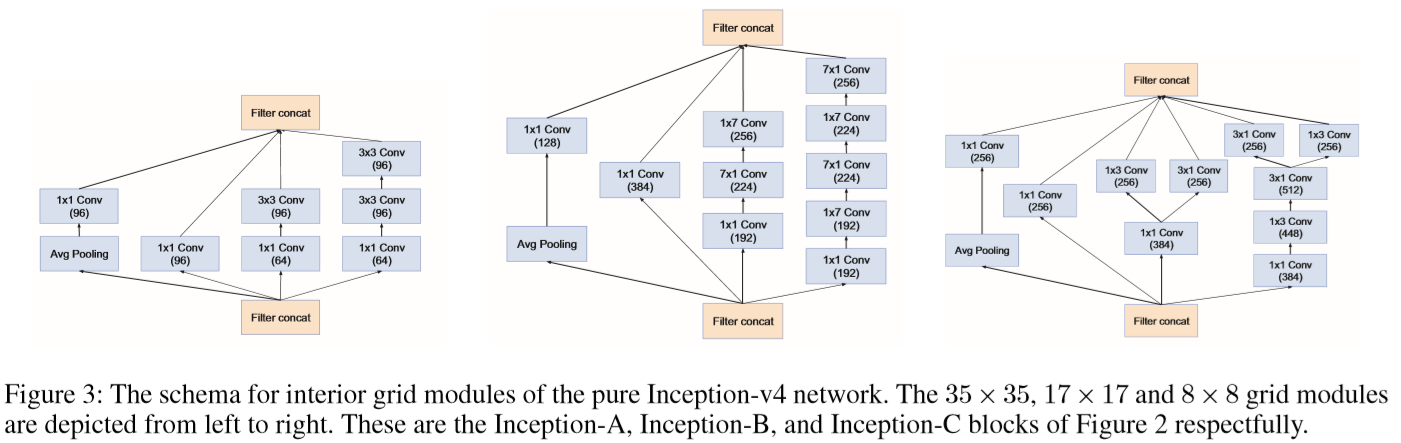 Filter concat
3x3 Conv
(96)
1x1 Conv
(96)
3x3 Conv
(96)
3x3 Conv
(96)
Avg Pooling
1x1 Conv
(96)
1x1 Conv
(64)
1x1 Conv
(64)
Filter concat
Filter concat
7x1 Conv
(256)
1x1 Conv
(128)
1x7 Conv
(256)
1x7 Conv
(224)
1x1 Conv
(384)
7x1 Conv
(224)
7x1 Conv
(224)
1x1 Conv
(192)
1x7 Conv
(192)
Avg Pooling
1x1 Conv
(192)
Filter concat
Filter concat
1x1 Conv
(256)
3x1 Conv
(256)
1x3 Conv
(256)
1x1 Conv
(256)
1x3 Conv
(256)
3x1 Conv
(256)
3x1 Conv
(512)
1x1 Conv
(384)
1x3 Conv
(448)
Avg Pooling
1x1 Conv
(384)
Filter concat
Figure 3: The schema for interior grid modules of the pure Inception-v4 network. The 35 × 35, 17 × 17 and 8 × 8 grid modules
are depicted from left to right. These are the Inception-A, Inception-B, and Inception-C blocks of Figure 2 respectfully.